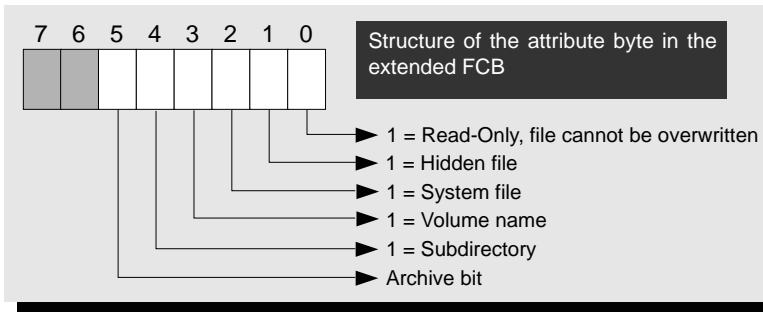 7 6 5 4 3 2 1 0
Structure of the attribute byte in the
extended FCB
1 = Read-Only, file cannot be overwritten
1 = Hidden file
1 = System file
1 = Volume name
1 = Subdirectory
Archive bit